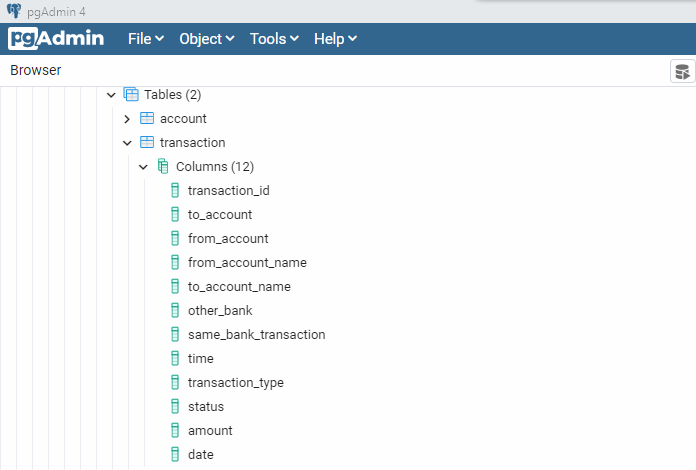 pgAdmin 4
pgAdmin File Object Tools Help
Browser
Tables (2)
account
transaction
Columns (12)
transaction_id
to_account
from_account
from_account_name
to_account_name
other_bank
same_bank_transaction
time
transaction_type
status
amount
date